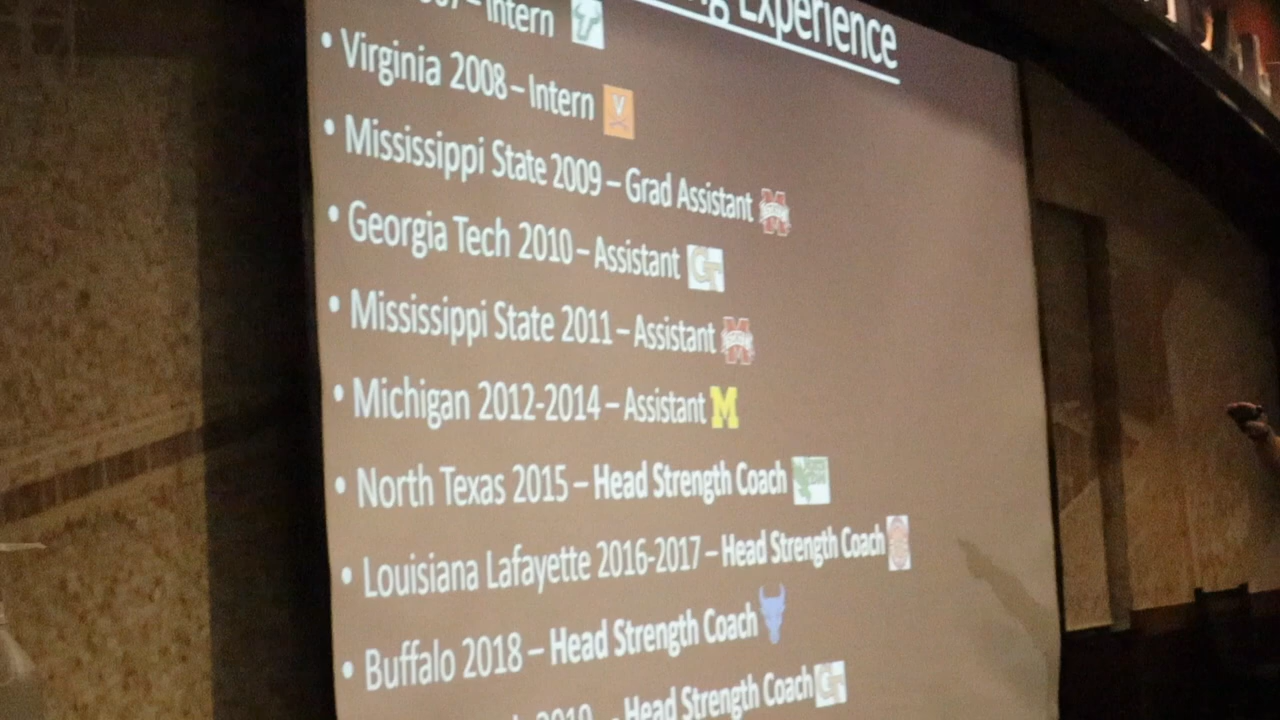 Experience
– Intern
• Virginia 2008 – Intern
• Mississippi State 2009 – Grad Assistant
• Georgia Tech 2010 – Assistant
• Mississippi State 2011 – Assistant
• Michigan 2012-2014 – Assistant
• North Texas 2015 – Head Strength Coach
• Louisiana Lafayette 2016-2017 – Head Strength Coach
• Buffalo 2018 – Head Strength Coach
2019 – Head Strength Coach